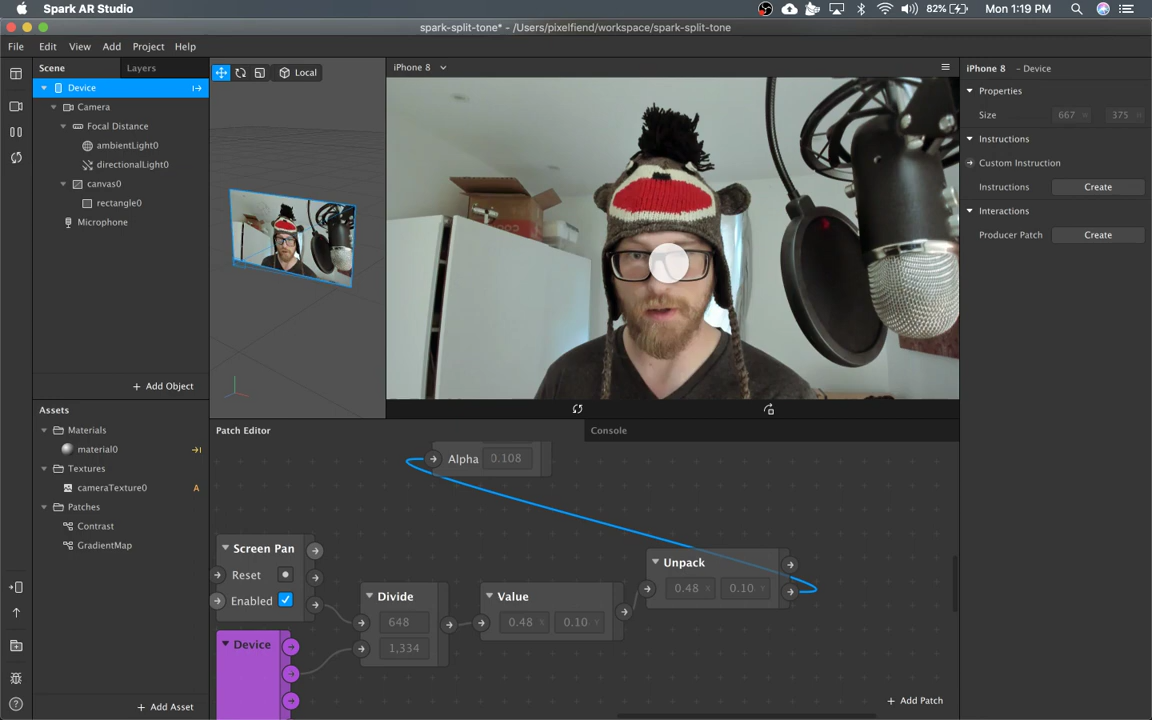 Spark AR Studio
82%
Mon 1:19 PM
spark-split-tone* - /Users/pixelfiend/workspace/spark-split-tone
File Edit View Add Project Help
Scene
Layers
Device
Camera
Focal Distance
ambientLight0
directionalLight0
canvas0
rectangle0
Microphone
+ Add Object
Assets
Materials
material0
Textures
cameraTexture0 A
Patches
Contrast
GradientMap
+ Add Asset
Local
iPhone 8
Patch Editor
Console
Alpha 0.108
Screen Pan
Reset
Enabled
Device
Divide
648
1,334
Value
0.48 X 0.10 Y
Unpack
0.48 X 0.10 Y
+ Add Patch
iPhone 8 - Device
Properties
Size 667 W 375 H
Instructions
Custom Instruction
Instructions Create
Interactions
Producer Patch Create